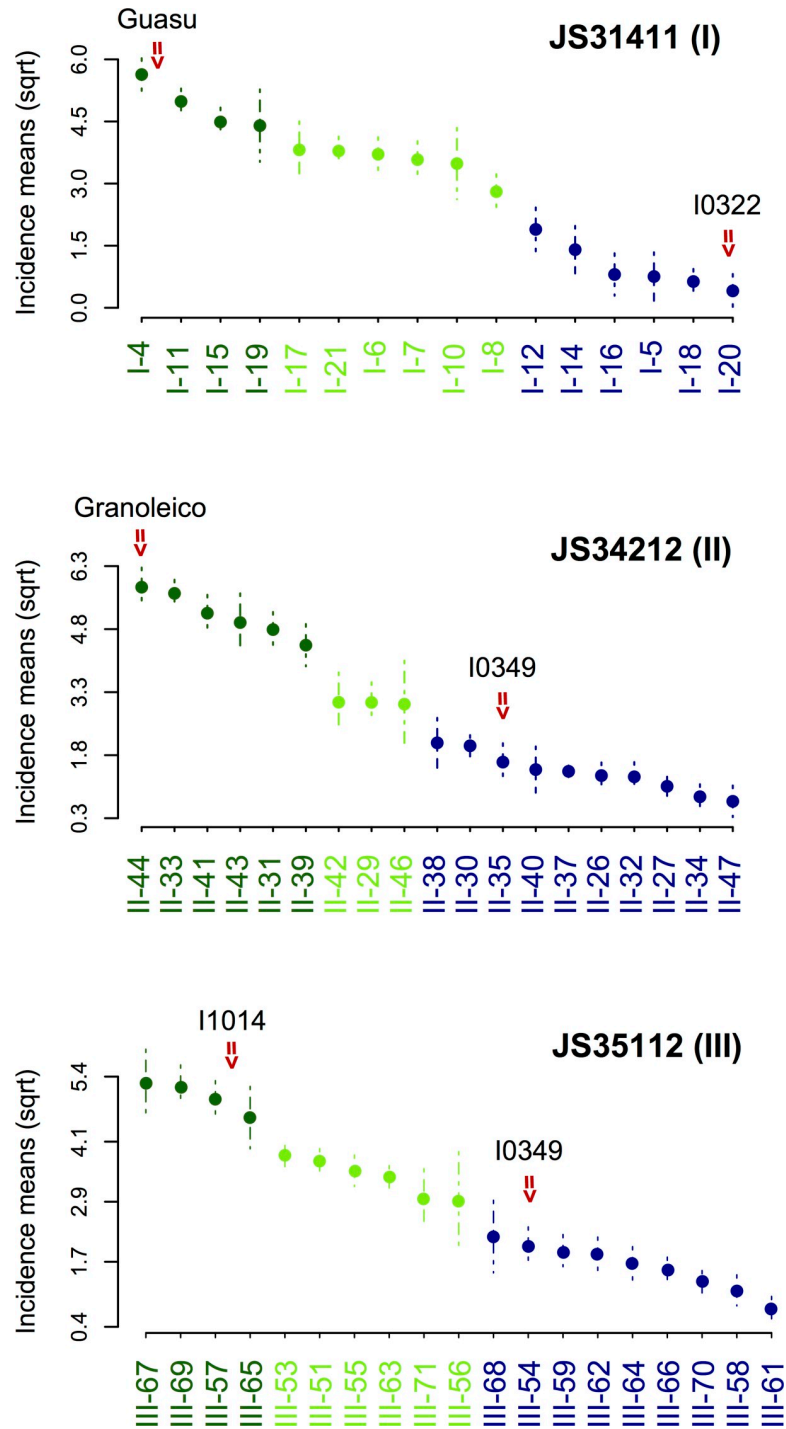 Guasu
JS31411 (I)
Incidence means (sqrt)
6.0
4.5
3.0
1.5
0.0
I0322
I-4
I-11
I-15
I-19
I-17
I-21
I-6
I-7
I-10
I-8
I-12
I-14
I-16
I-5
I-18
I-20
Granoleico
JS34212 (II)
Incidence means (sqrt)
6.3
4.8
3.3
1.8
0.3
I0349
II-44
II-33
II-41
II-43
II-31
II-39
II-42
II-29
II-46
II-38
II-30
II-35
II-40
II-37
II-26
II-32
II-27
II-34
II-47
I1014
JS35112 (III)
Incidence means (sqrt)
5.4
4.1
2.9
1.7
0.4
I0349
III-67
III-69
III-57
III-65
III-53
III-51
III-55
III-63
III-71
III-56
III-68
III-54
III-59
III-62
III-64
III-66
III-70
III-58
III-61